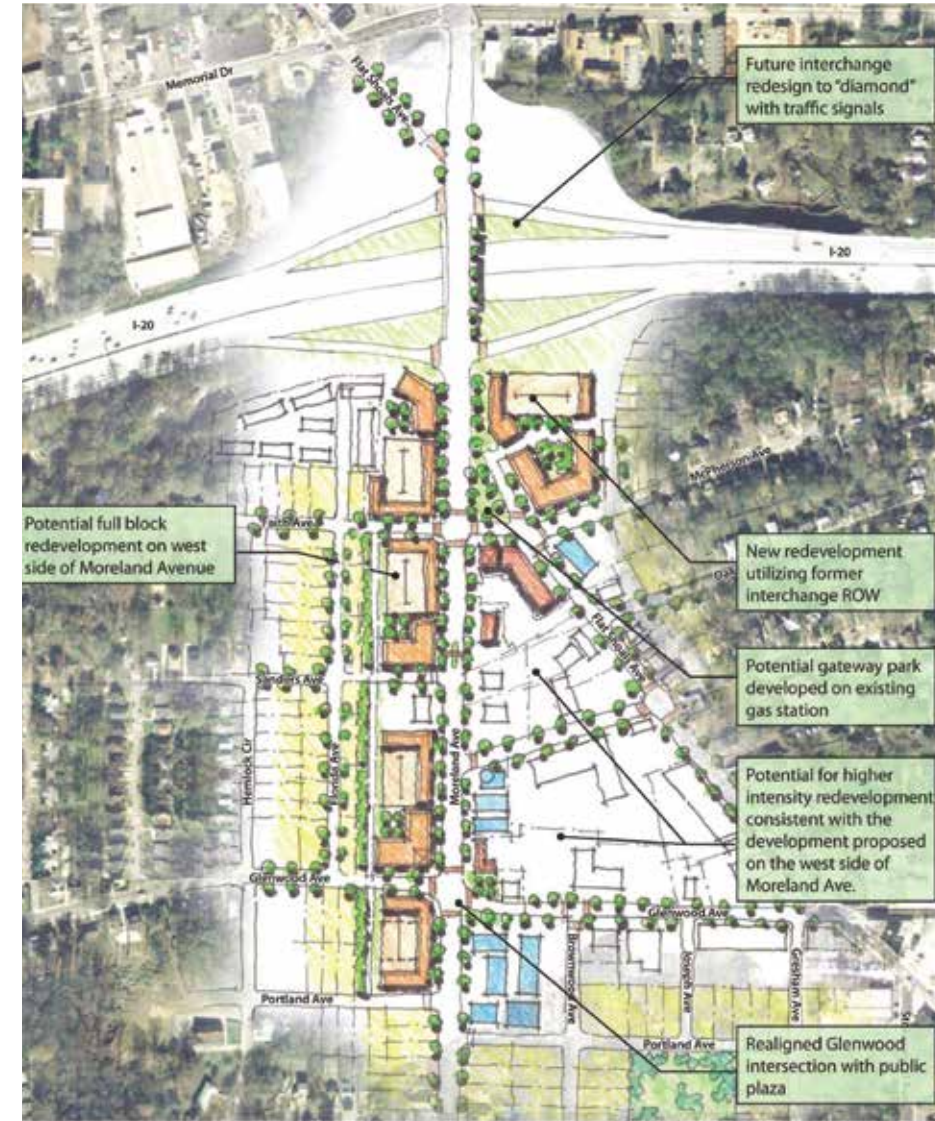 Memorial Dr
Flat Shoals Ave
Future interchange
redesign to "diamond"
with traffic signals
I-20
I-20
McPherson Ave
Potential full block
redevelopment on west
side of Moreland Avenue
Faith Ave
New redevelopment
utilizing former
interchange ROW
Flat Shoals Ave
Potential gateway park
developed on existing
gas station
Sanders Ave
Hemlock Cir
Moreland Ave
Potential for higher
intensity redevelopment
consistent with the
development proposed
on the west side of
Moreland Ave.
Glenwood Ave
Glenwood Ave
Brownwood Ave
Joseph Ave
Gresham Ave
Portland Ave
Portland Ave
Realigned Glenwood
intersection with public
plaza